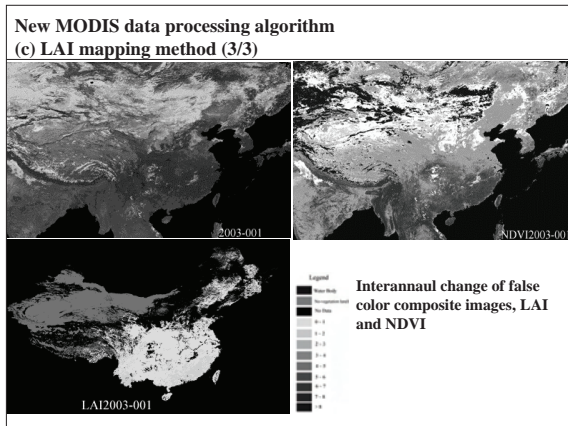 New MODIS data processing algorithm
(c) LAI mapping method (3/3)
2003-001
NDVI2003-001
LAI2003-001
Legend
Water Body
No vegetation land
No Data
0 - 1
1 - 2
2 - 3
3 - 4
4 - 5
5 - 6
6 - 7
7 - 8
> 8
Interannaul change of false
color composite images, LAI
and NDVI